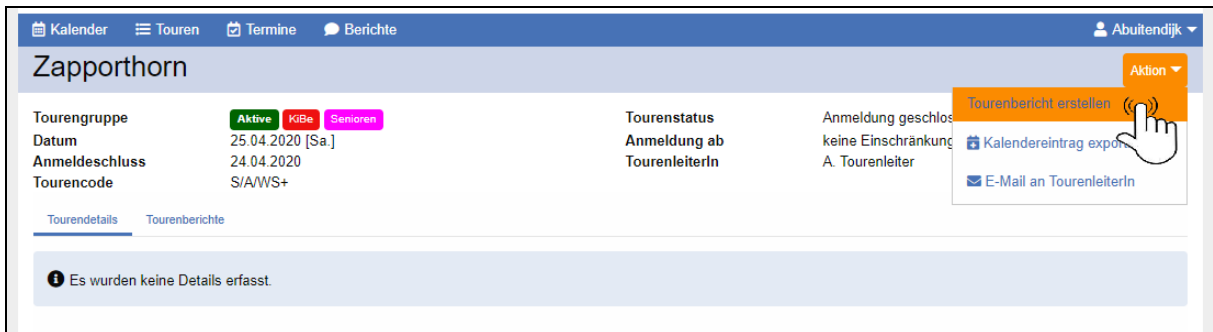 Kalender Touren Termine Berichte Abuitendijk
Zapporthorn Aktion
Tourenbericht erstellen
Tourengruppe Aktive KiBe Senioren Tourenstatus Anmeldung geschlos
Datum 25.04.2020 [Sa.] Anmeldung ab keine Einschränkung
Kalendereintrag export
Anmeldeschluss 24.04.2020 TourenleiterIn A. Tourenleiter
Tourencode S/A/WS+
E-Mail an TourenleiterIn
Tourendetails Tourenberichte
Es wurden keine Details erfasst.